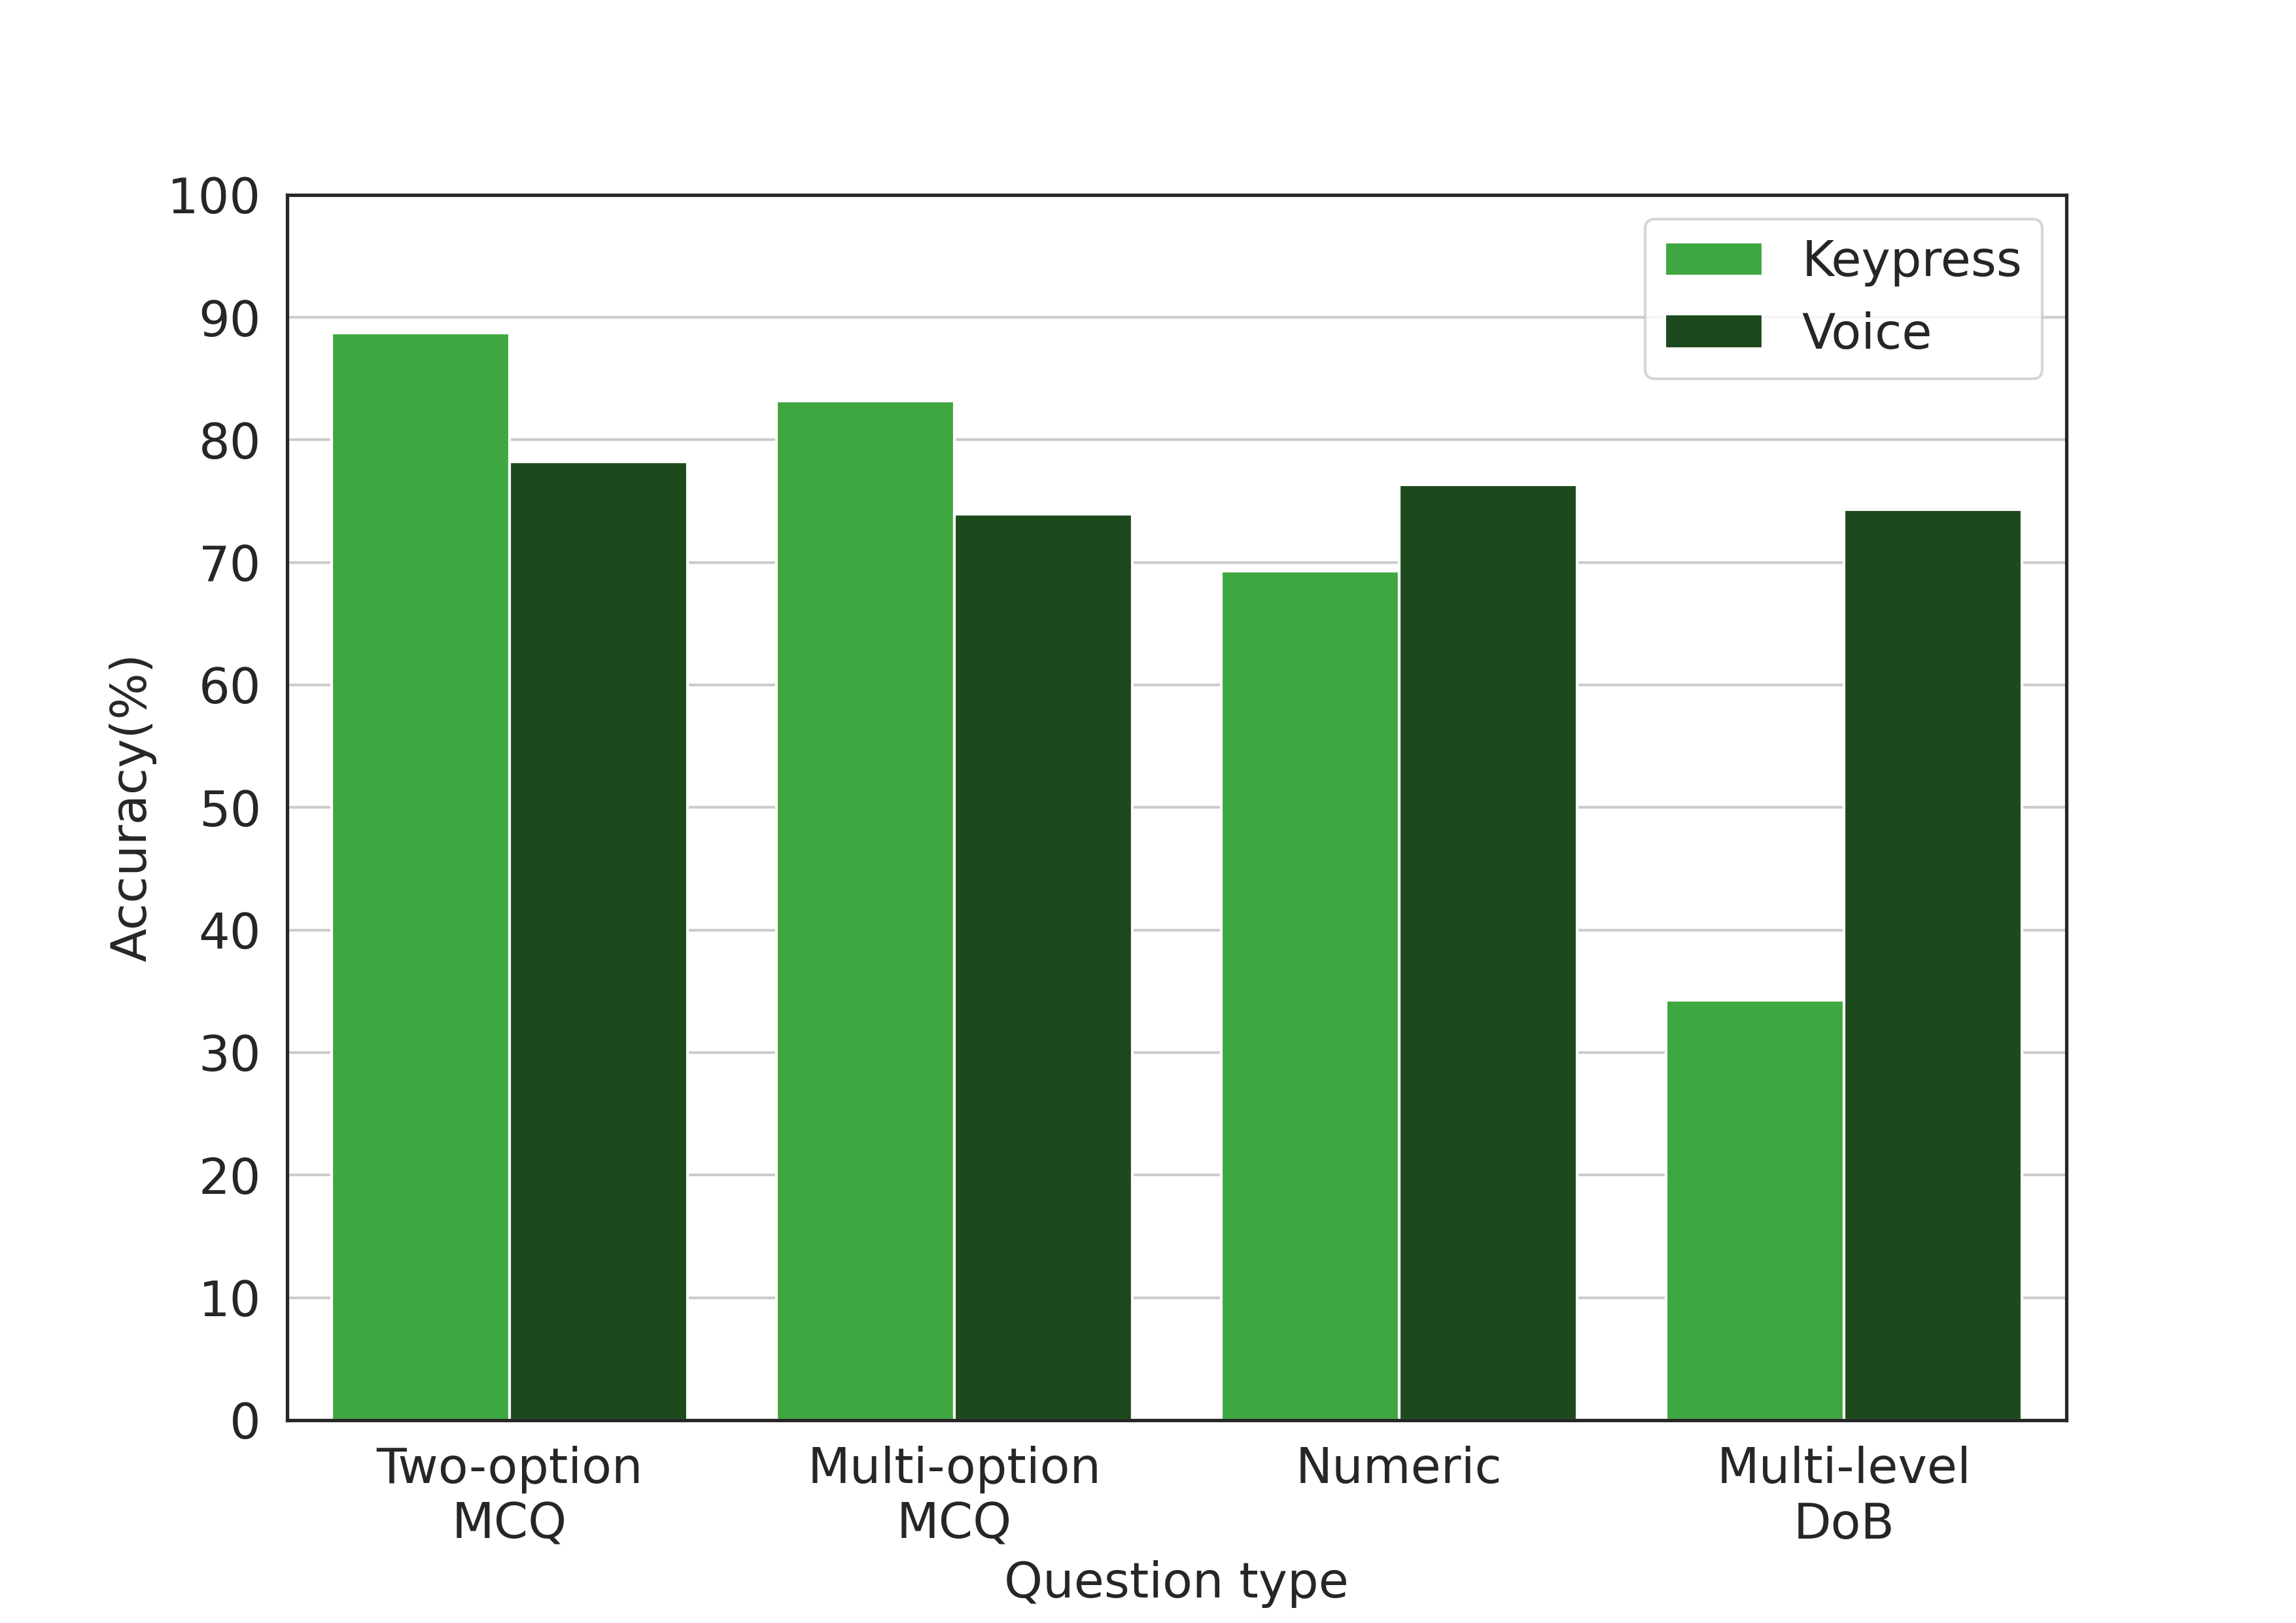 100
90
80
70
60
50
40
30
20
10
0
Accuracy(%)
Keypress
Voice
Two-option
MCQ
Multi-option
MCQ
Numeric
Multi-level
DoB
Question type